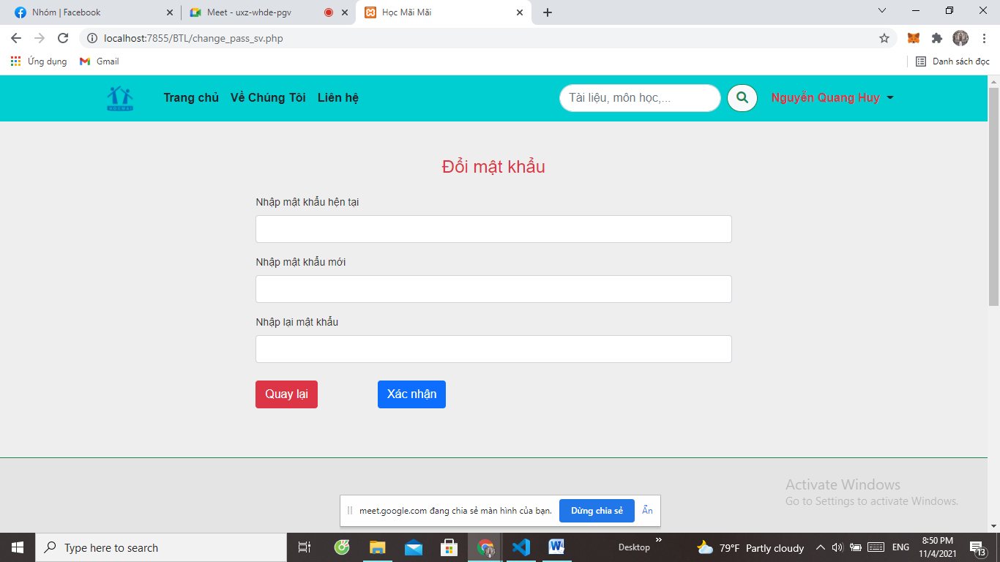 Nhóm | Facebook
Meet - uxz-whde-pgv
Học Mãi Mãi
localhost:7855/BTL/change_pass_sv.php
Ứng dụng
Gmail
Danh sách đọc
HOCMAI
Trang chủ
Về Chúng Tôi
Liên hệ
Tài liệu, môn học,...
Nguyễn Quang Huy
Đổi mật khẩu
Nhập mật khẩu hện tại
Nhập mật khẩu mới
Nhập lại mật khẩu
Quay lại
Xác nhận
Activate Windows
Go to Settings to activate Windows.
meet.google.com đang chia sẻ màn hình của bạn.
Dừng chia sẻ
Ẩn
Type here to search
Desktop
79°F Partly cloudy
ENG
8:50 PM
11/4/2021
13